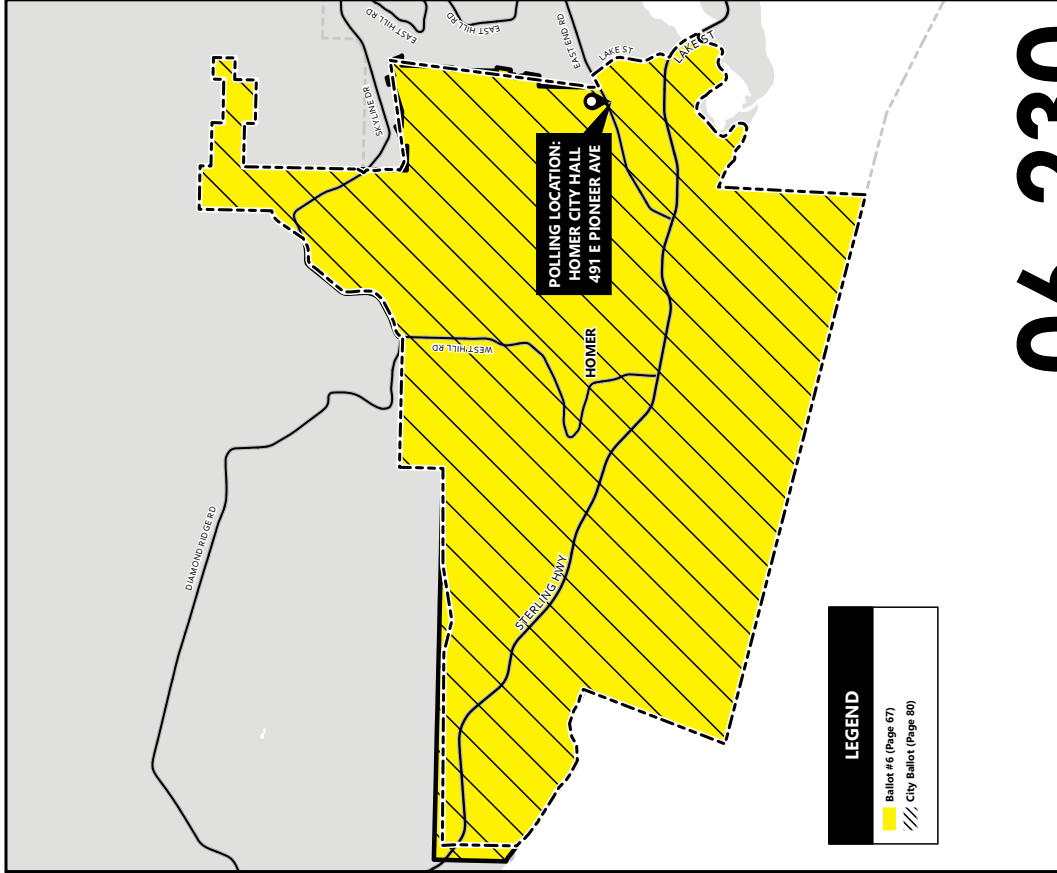 DIAMOND RIDGE RD
SKYLINE DR
EAST HILL RD
EAST HILL RD
WEST HILL RD
EAST END RD
LAKE ST
LAKE ST
POLLING LOCATION:
HOMER CITY HALL
491 E PIONEER AVE
HOMER
STERLING HWY
LEGEND
Ballot #6 (Page 67)
City Ballot (Page 80)